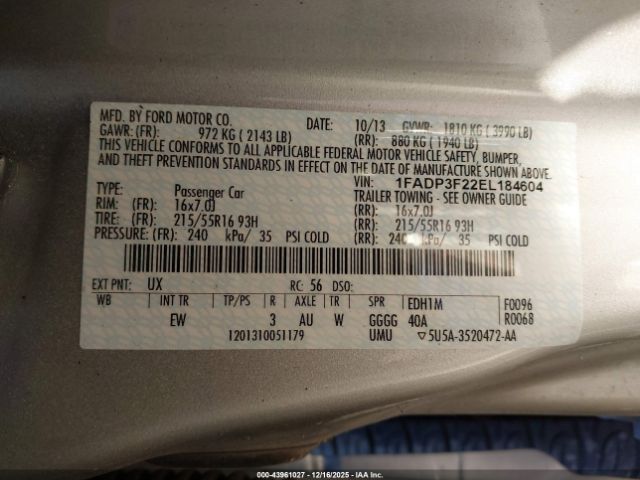 MFD. BY FORD MOTOR CO. DATE: 10/13 GVWR: 1810 KG ( 3990 LB)
GAWR: (FR): 972 KG ( 2143 LB) (RR): 880 KG ( 1940 LB)
THIS VEHICLE CONFORMS TO ALL APPLICABLE FEDERAL MOTOR VEHICLE SAFETY, BUMPER,
AND THEFT PREVENTION STANDARDS IN EFFECT ON THE DATE OF MANUFACTURE SHOWN ABOVE.
VIN: 1FADP3F22EL184604
TYPE: Passenger Car TRAILER TOWING - SEE OWNER GUIDE
RIM: (FR): 16x7.0J (RR): 16x7.0J
TIRE: (FR): 215/55R16 93H (RR): 215/55R16 93H
PRESSURE: (FR): 240 kPa/ 35 PSI COLD (RR): 240 kPa/ 35 PSI COLD
EXT PNT: UX RC: 56 DSO:
WB INT TR TP/PS R AXLE TR SPR EDH1M F0096
EW 3 AU W GGGG 40A R0068
1201310051179 UMU ▽5U5A-3520472-AA
000-43961027 - 12/16/2025 - IAAI.COM